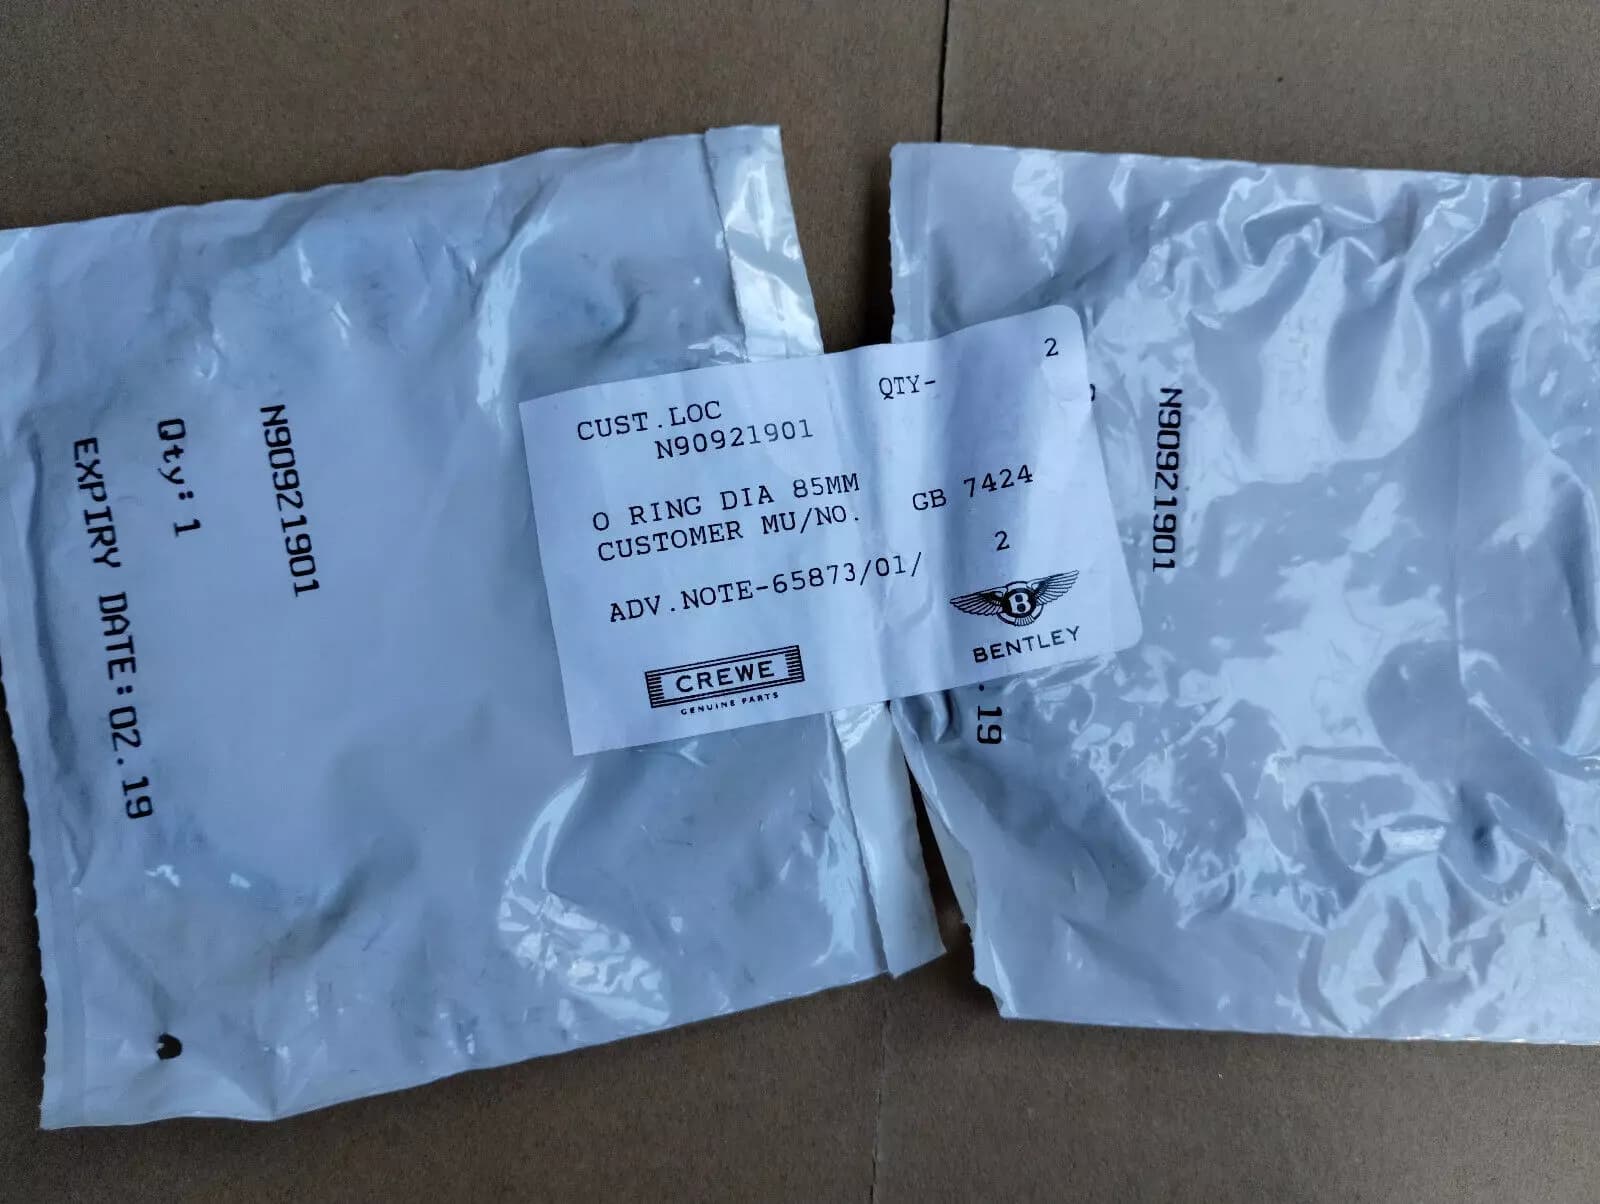 N90921901
Qty: 1
EXPIRY DATE:02.19
CUST.LOC
QTY- 2
N90921901
O RING DIA 85MM
CUSTOMER MU/NO. GB 7424
ADV.NOTE-65873/01/ 2
CREWE
GENUINE PARTS
B
BENTLEY
N90921901
.19